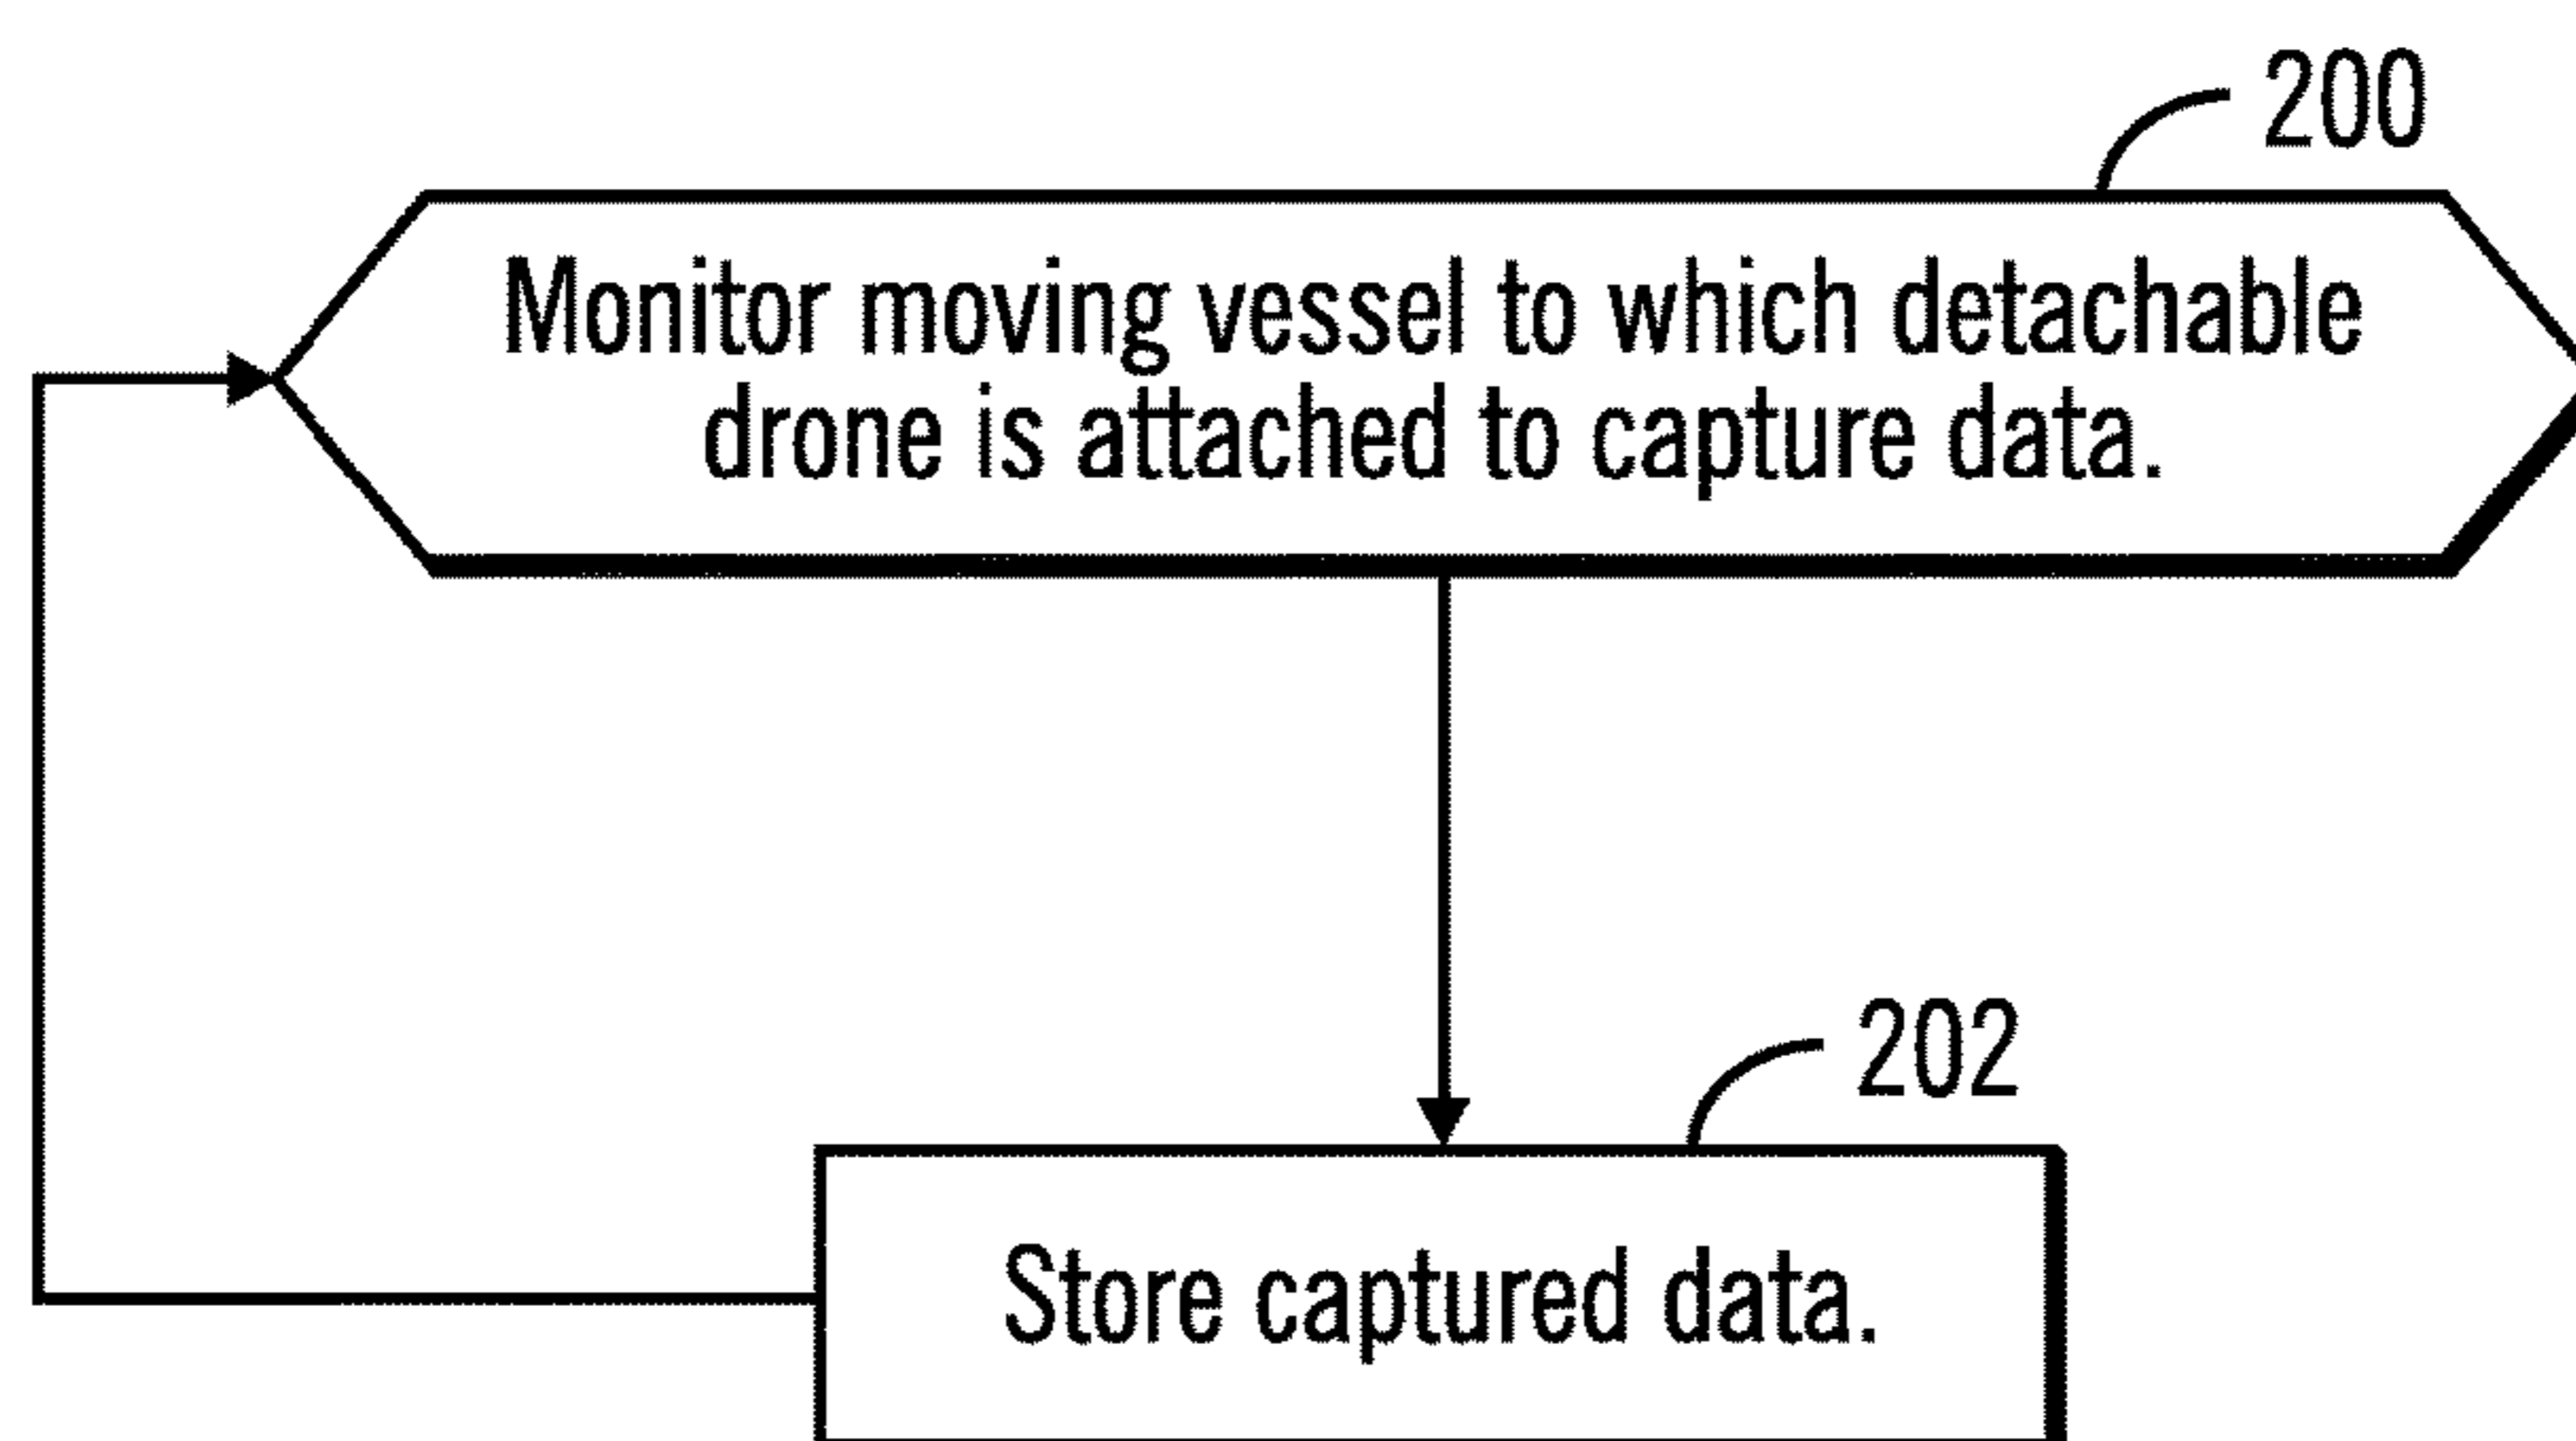 200
Monitor moving vessel to which detachable
drone is attached to capture data.
202
Store captured data.